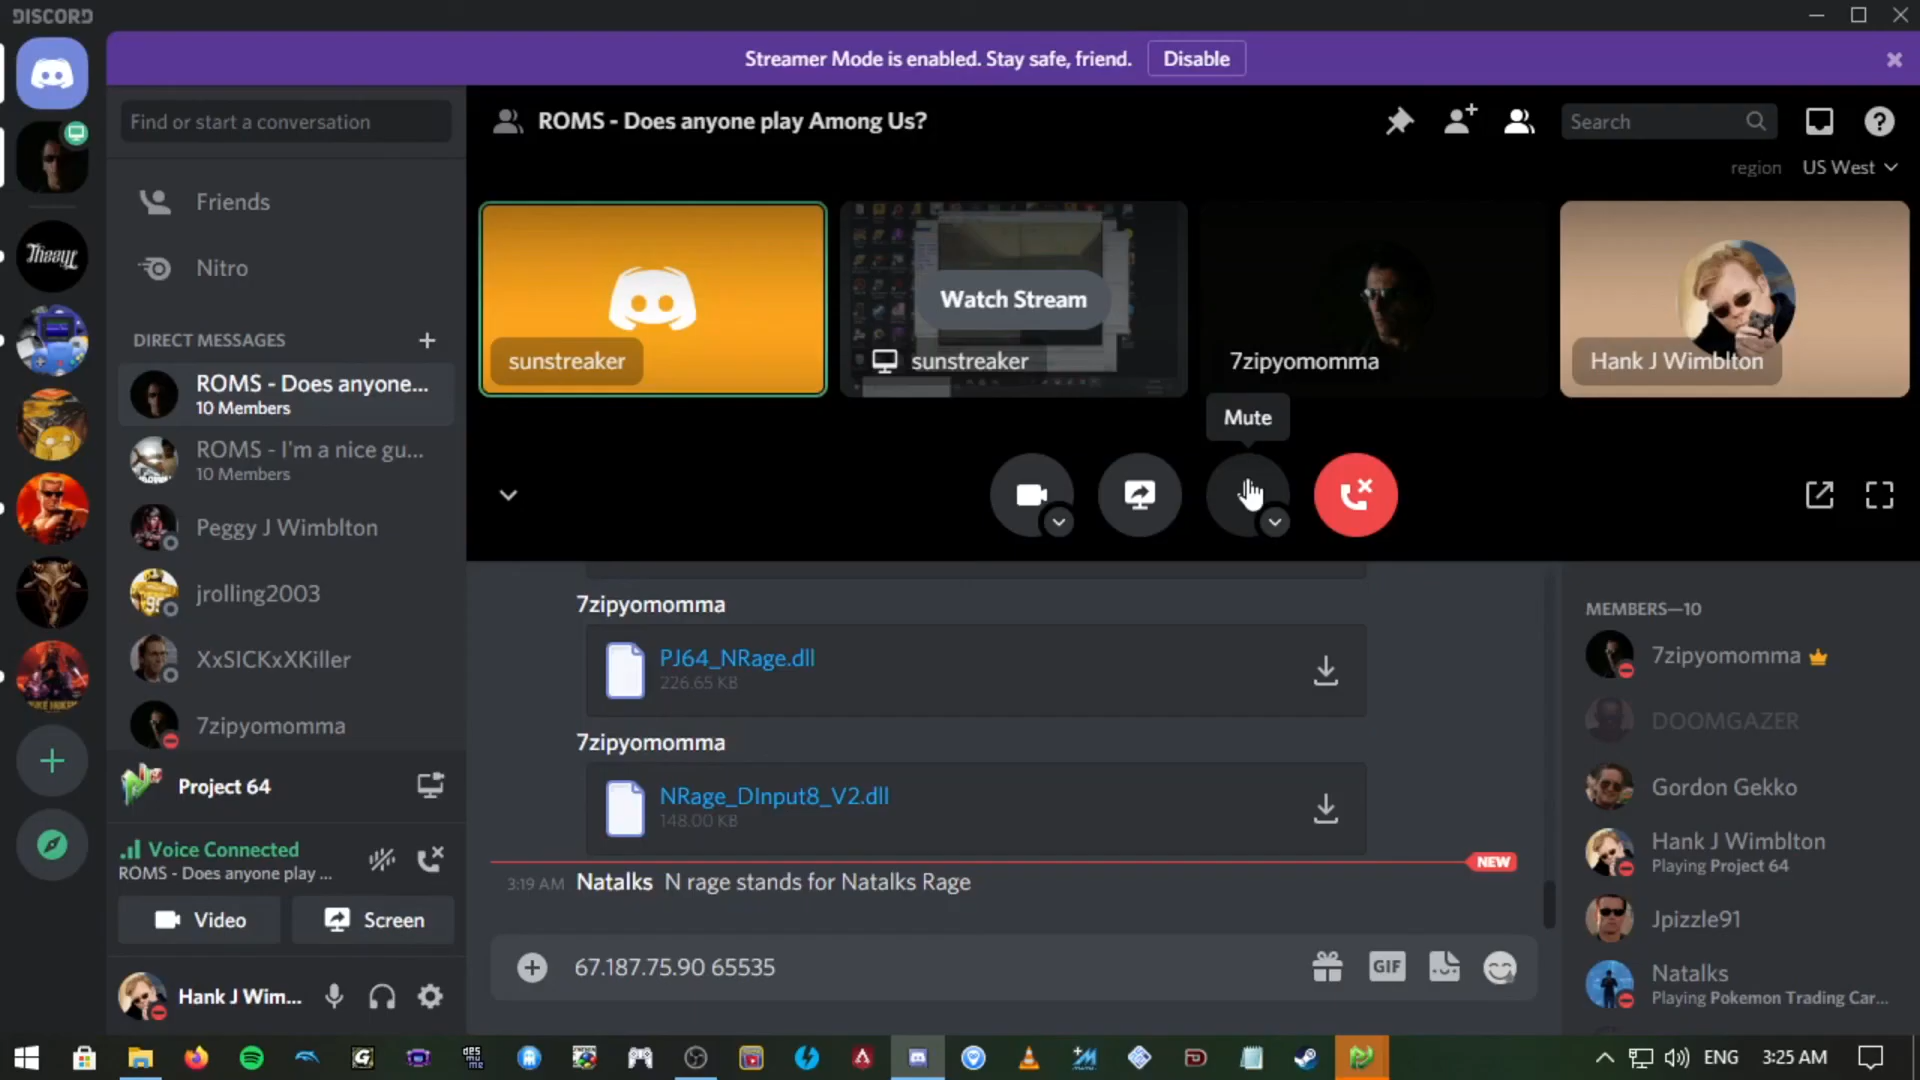 DISCORD
Streamer Mode is enabled. Stay safe, friend.
Disable
Find or start a conversation
ROMS - Does anyone play Among Us?
Search
region
US West
Friends
Nitro
DIRECT MESSAGES
ROMS - Does anyone...
10 Members
ROMS - I'm a nice gu...
10 Members
Peggy J Wimblton
jrolling2003
XxSICKxXKiller
7zipyomomma
sunstreaker
Watch Stream
sunstreaker
7zipyomomma
Hank J Wimblton
Mute
7zipyomomma
PJ64_NRage.dll
226.65 KB
7zipyomomma
NRage_DInput8_V2.dll
148.00 KB
NEW
3:19 AM Natalks N rage stands for Natalks Rage
67.187.75.90 65535
GIF
MEMBERS—10
7zipyomomma
DOOMGAZER
Gordon Gekko
Hank J Wimblton
Playing Project 64
Jpizzle91
Natalks
Playing Pokemon Trading Car...
Project 64
Voice Connected
ROMS - Does anyone play ...
Video
Screen
Hank J Wim...
ENG
3:25 AM